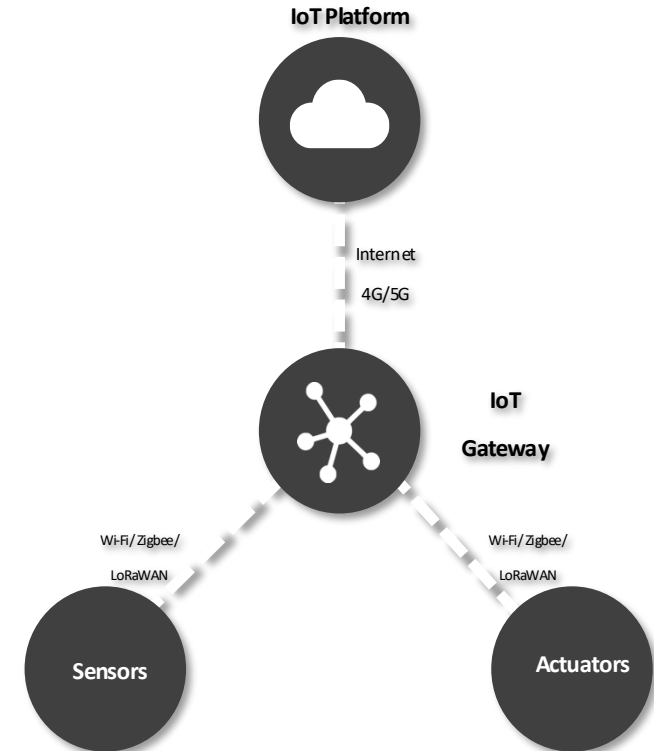 IoT Platform
Internet
4G/5G
IoT
Gateway
Wi-Fi/Zigbee/
LoRaWAN
Wi-Fi/Zigbee/
LoRaWAN
Sensors
Actuators